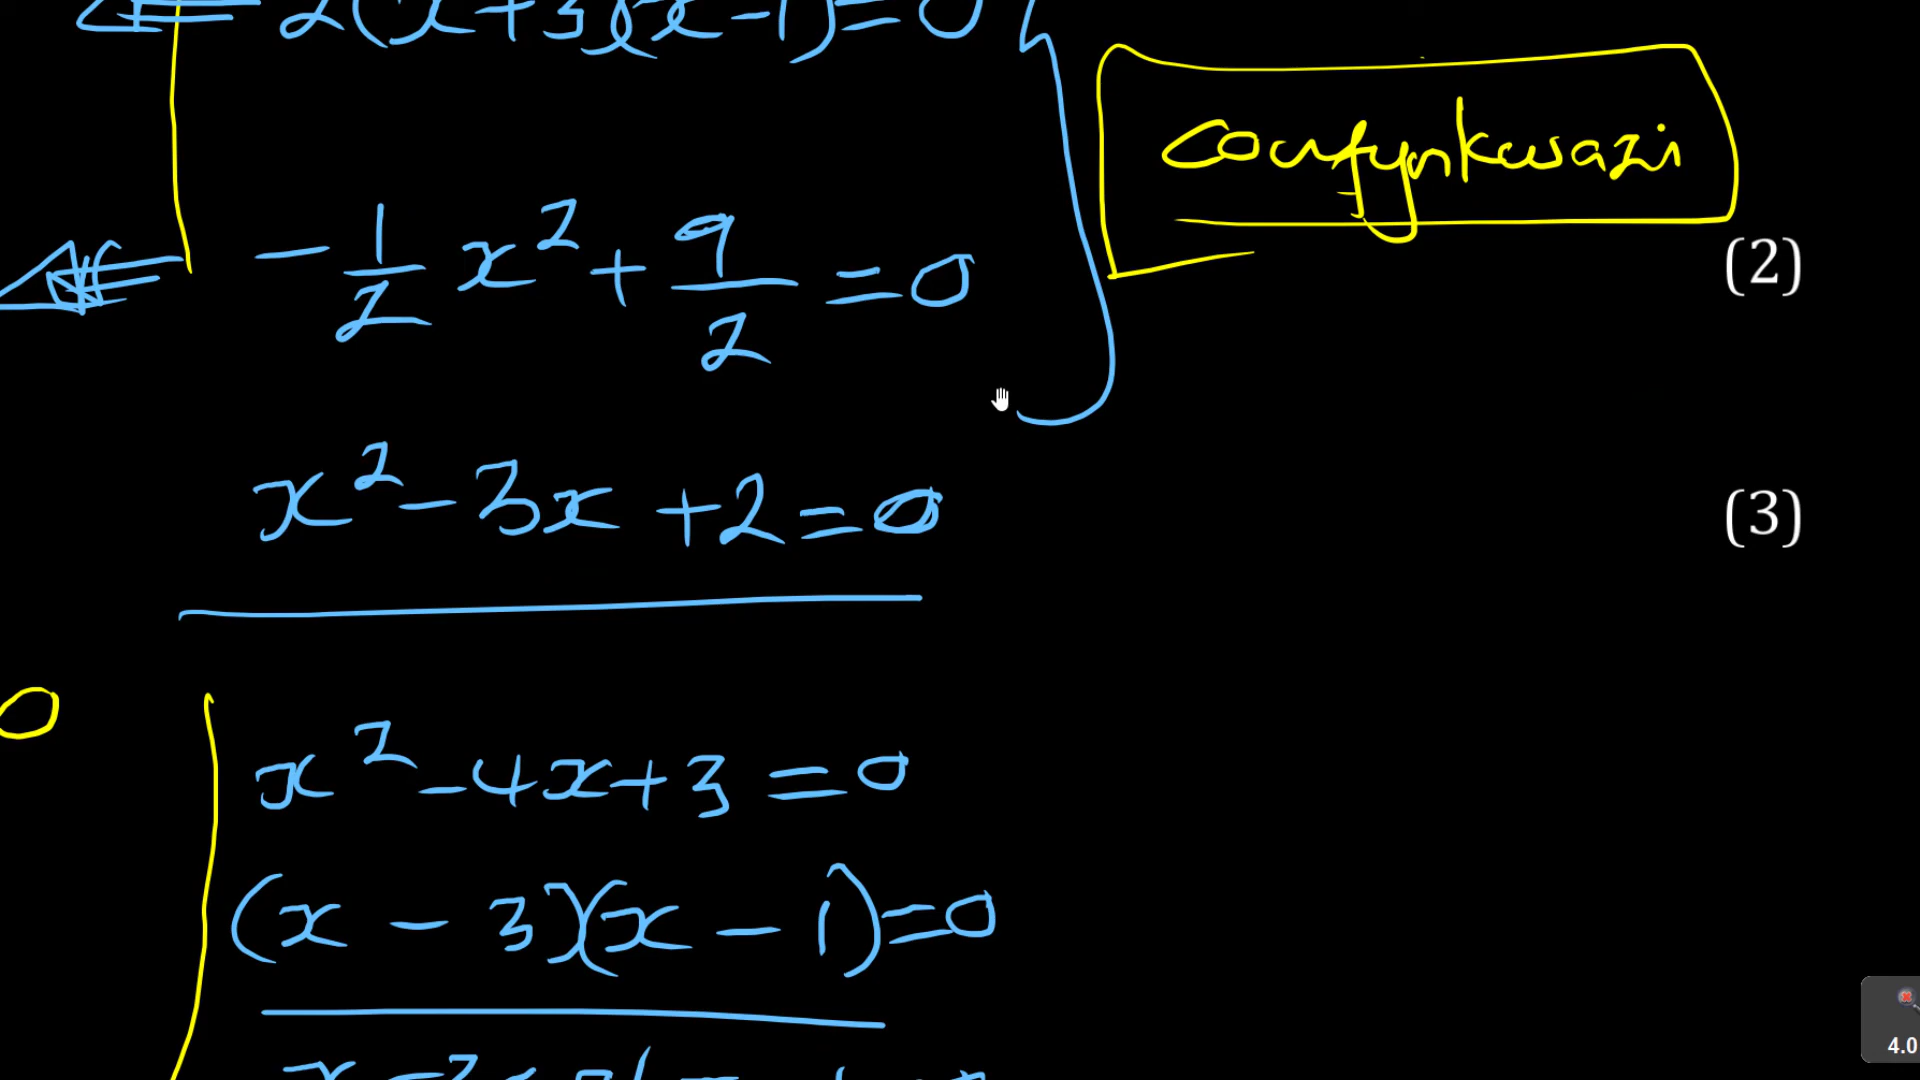 2(x+3)(x-1)=0
-1/2 x² + 9/2 = 0
(2)
x² - 3x + 2 = 0
(3)
x² - 4x + 3 = 0
(x - 3)(x - 1) = 0
4.0